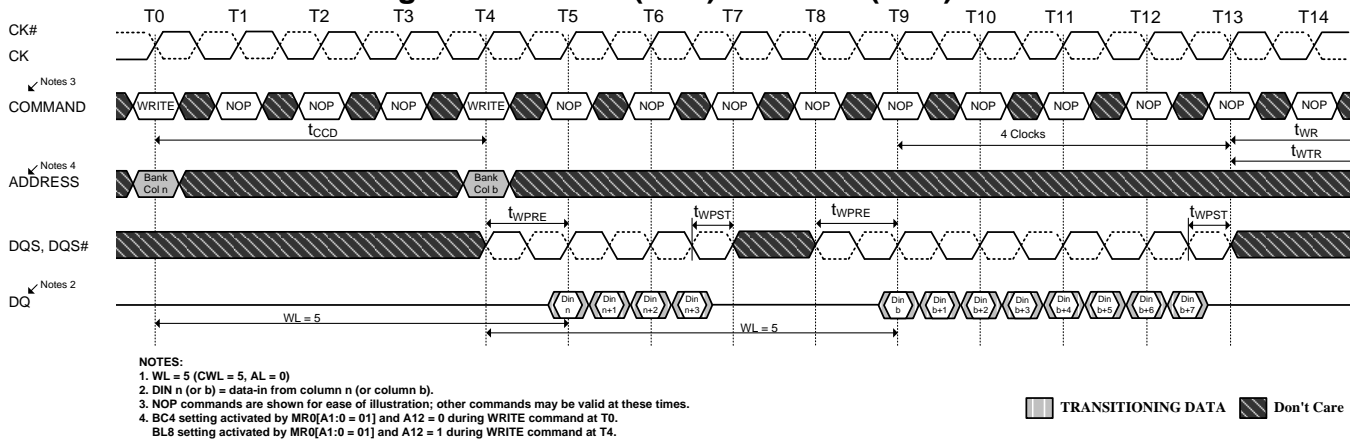 T0 T1 T2 T3 T4 T5 T6 T7 T8 T9 T10 T11 T12 T13 T14
CK#
CK
Notes 3
COMMAND WRITE NOP NOP NOP WRITE NOP NOP NOP NOP NOP NOP NOP NOP NOP NOP
tCCD 4 Clocks tWR
tWTR
Notes 4
ADDRESS Bank Col n Bank Col b
tWPRE tWPST tWPRE tWPST
DQS, DQS#
Notes 2
DQ Din n Din n+1 Din n+2 Din n+3 Din b Din b+1 Din b+2 Din b+3 Din b+4 Din b+5 Din b+6 Din b+7
WL = 5 WL = 5
NOTES:
1. WL = 5 (CWL = 5, AL = 0)
2. DIN n (or b) = data-in from column n (or column b).
3. NOP commands are shown for ease of illustration; other commands may be valid at these times.
4. BC4 setting activated by MR0[A1:0 = 01] and A12 = 0 during WRITE command at T0.
BL8 setting activated by MR0[A1:0 = 01] and A12 = 1 during WRITE command at T4.
TRANSITIONING DATA Don't Care